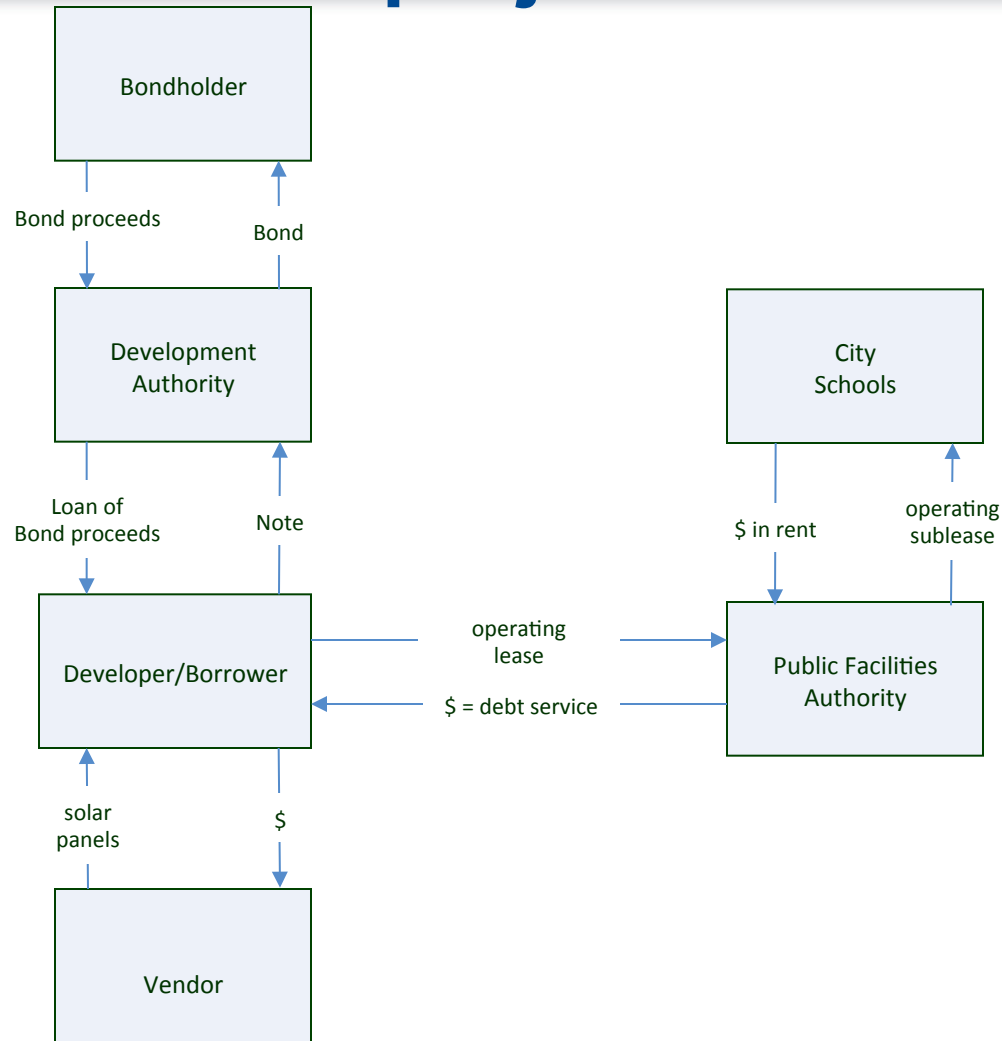 Bondholder
Bond proceeds
Bond
Development
Authority
City
Schools
Loan of
Bond proceeds
Note
$ in rent
operating
sublease
Developer/Borrower
operating
lease
$ = debt service
Public Facilities
Authority
solar
panels
$
Vendor